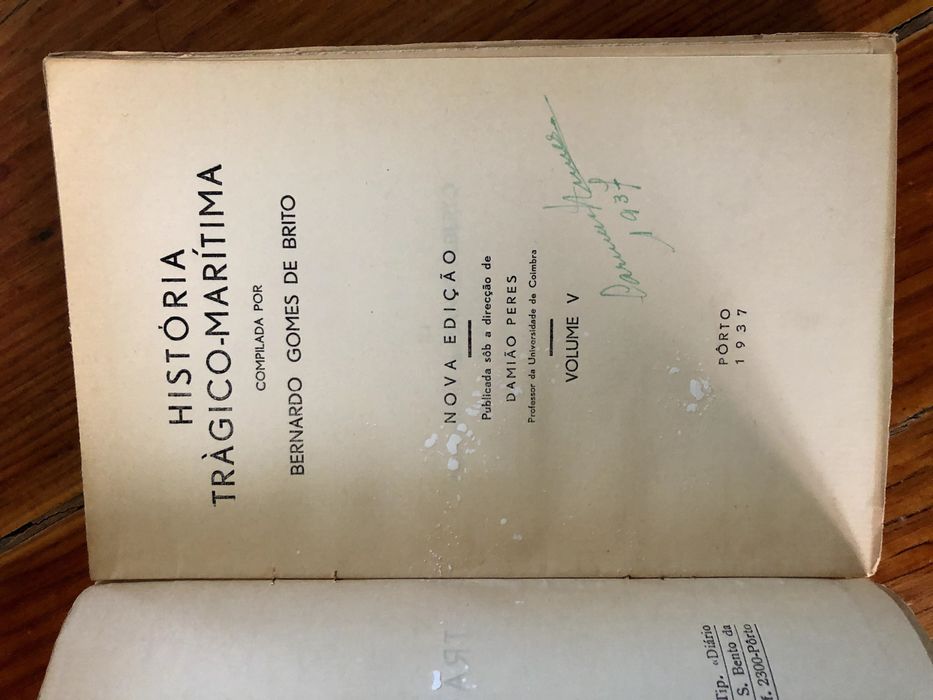 HISTÓRIA
TRÀGICO-MARÍTIMA
COMPILADA POR
BERNARDO GOMES DE BRITO
NOVA EDIÇÃO
Publicada sôb a direcção de
DAMIÃO PERES
Professor da Universidade de Coimbra
VOLUME V
1937
PÔRTO
1937
Tip. «Diário
S. Bento da
f. 2300-Pôrto